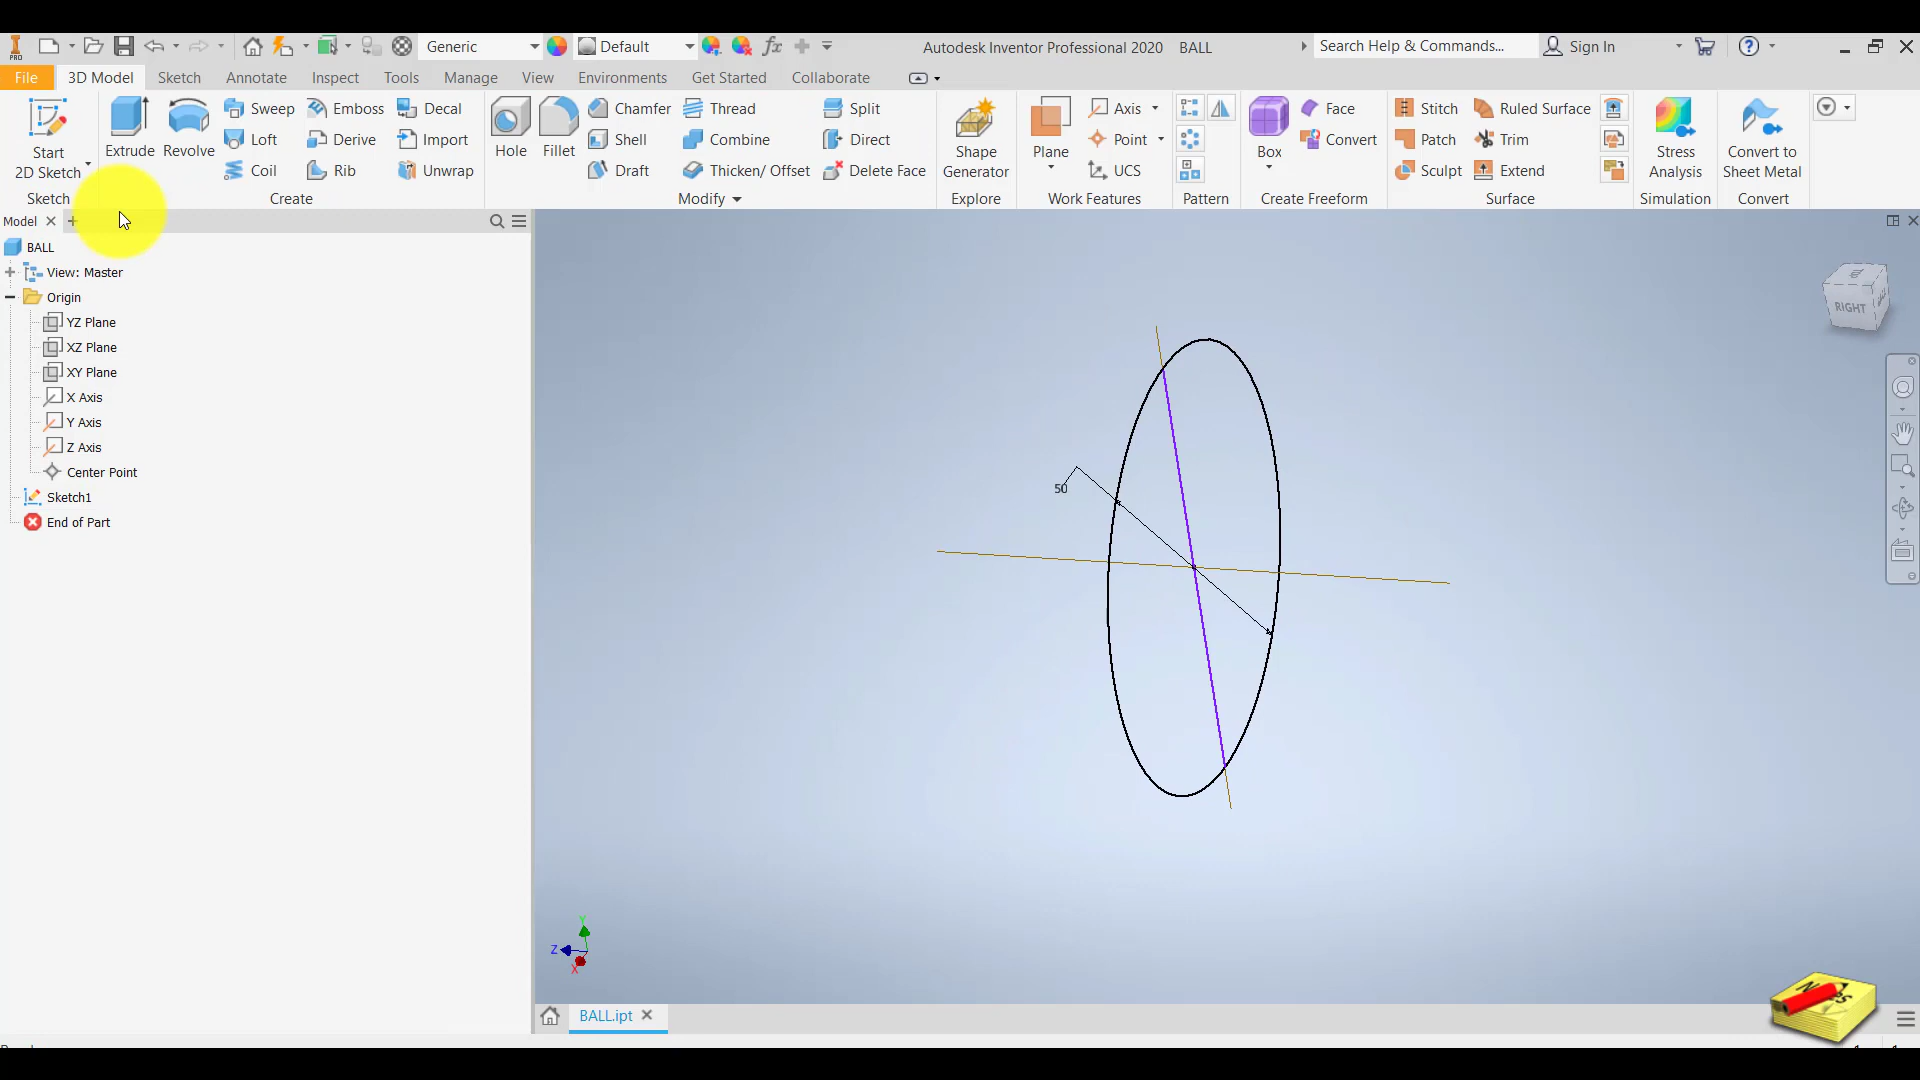 PRO
Generic
Default
fx
Autodesk Inventor Professional 2020 BALL
Search Help & Commands...
Sign In
File
3D Model
Sketch
Annotate
Inspect
Tools
Manage
View
Environments
Get Started
Collaborate
Start
2D Sketch
Sketch
Extrude
Revolve
Sweep
Loft
Coil
Emboss
Derive
Rib
Decal
Import
Unwrap
Create
Hole
Fillet
Chamfer
Shell
Draft
Thread
Combine
Thicken/ Offset
Split
Direct
Delete Face
Modify
Shape
Generator
Explore
Plane
Axis
Point
UCS
Work Features
Pattern
Box
Face
Convert
Create Freeform
Stitch
Patch
Sculpt
Ruled Surface
Trim
Extend
Surface
Stress
Analysis
Simulation
Convert to
Sheet Metal
Convert
Model
BALL
View: Master
Origin
YZ Plane
XZ Plane
XY Plane
X Axis
Y Axis
Z Axis
Center Point
Sketch1
End of Part
50
RIGHT
Y
Z
X
BALL.ipt